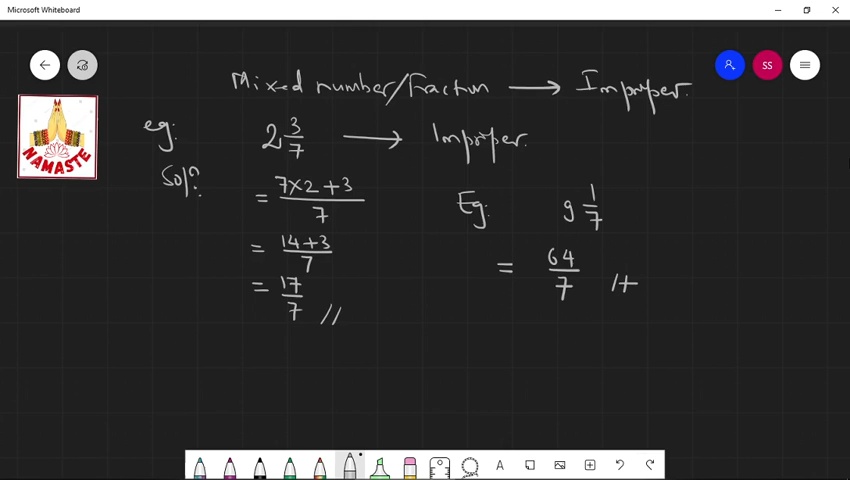 Microsoft Whiteboard
SS
Mixed number/Fraction → Improper.
eg: 2 3/7 → Improper.
NAMASTE
Solⁿ:
= 7×2+3/7
= 14+3/7
= 17/7 //
Eg: 9 1/7
= 64/7
A